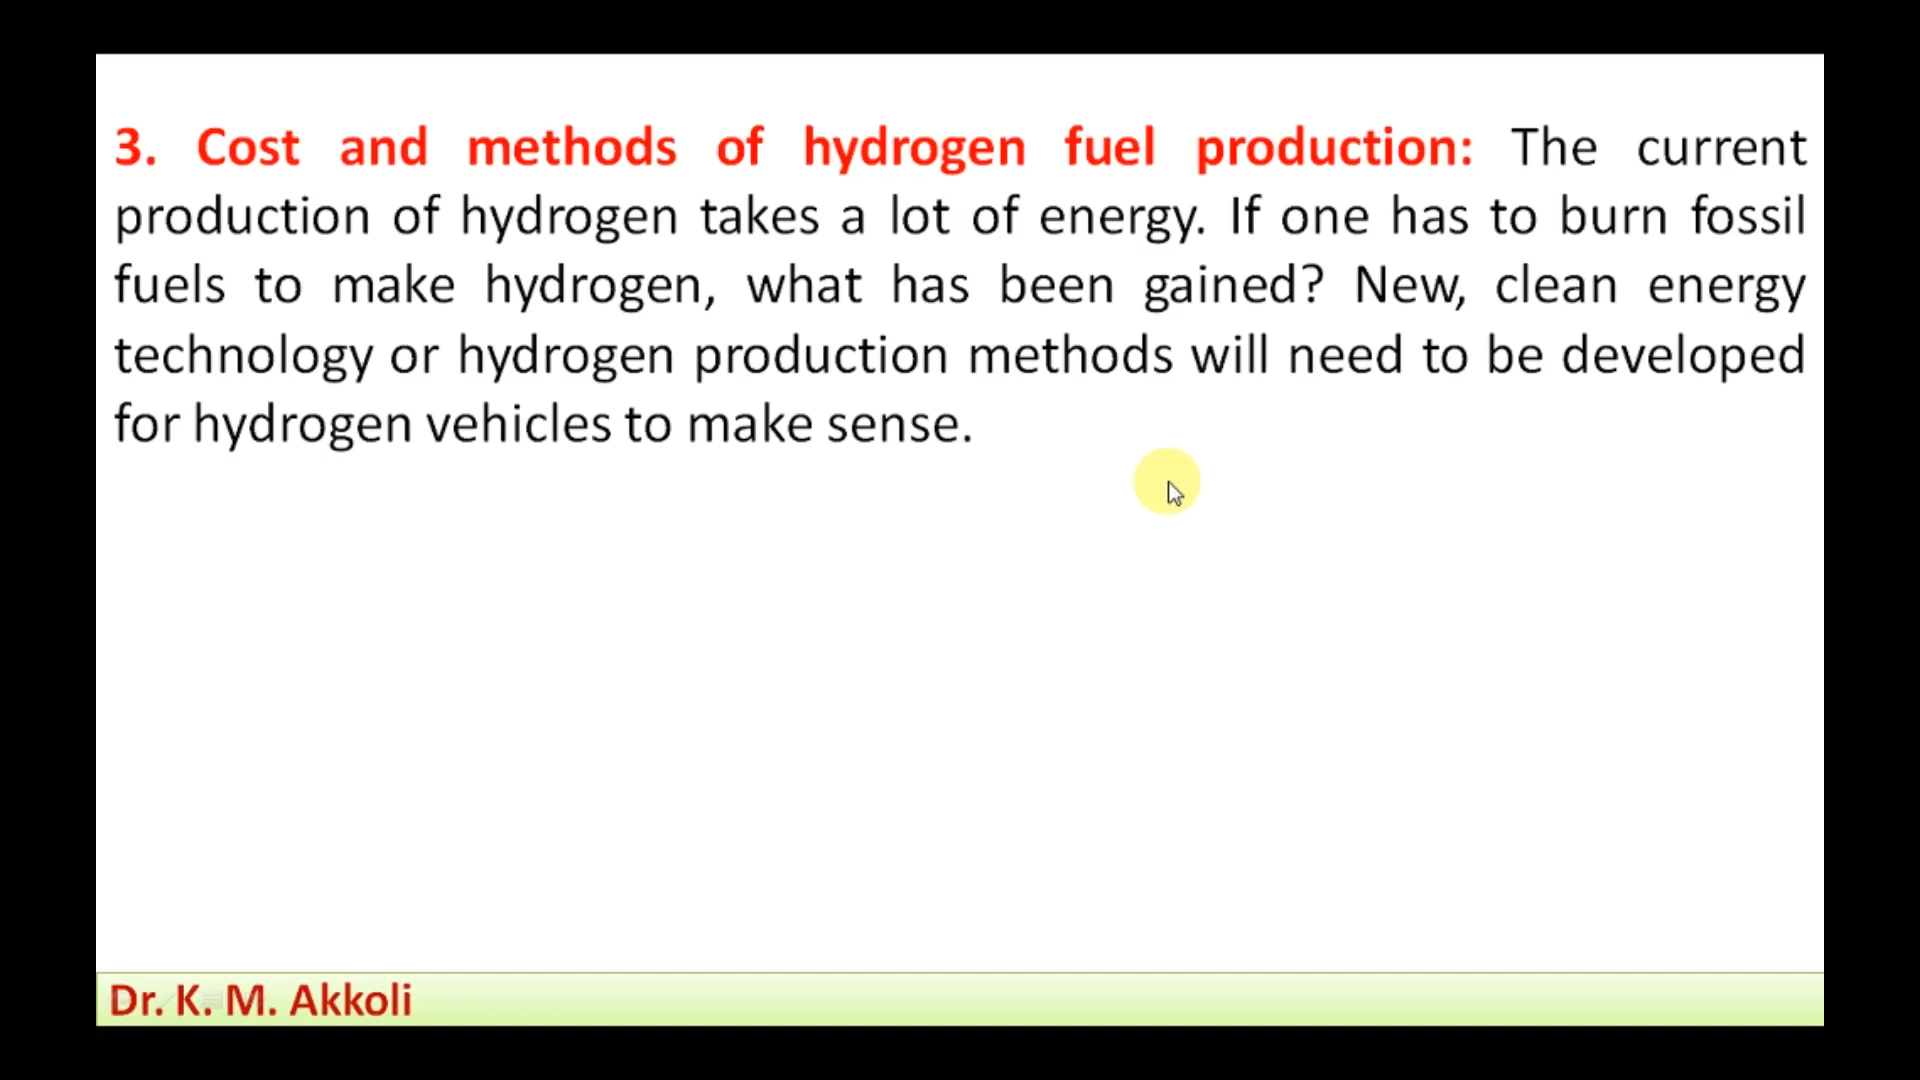 3. Cost and methods of hydrogen fuel production: The current
production of hydrogen takes a lot of energy. If one has to burn fossil
fuels to make hydrogen, what has been gained? New, clean energy
technology or hydrogen production methods will need to be developed
for hydrogen vehicles to make sense.
Dr. K. M. Akkoli